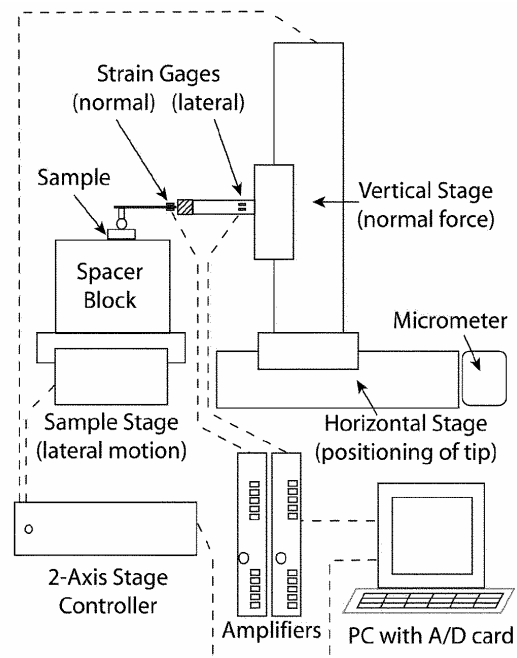 Strain Gages
(normal) (lateral)
Sample
Vertical Stage
(normal force)
Spacer
Block
Micrometer
Sample Stage
(lateral motion)
Horizontal Stage
(positioning of tip)
2-Axis Stage
Controller
Amplifiers
PC with A/D card